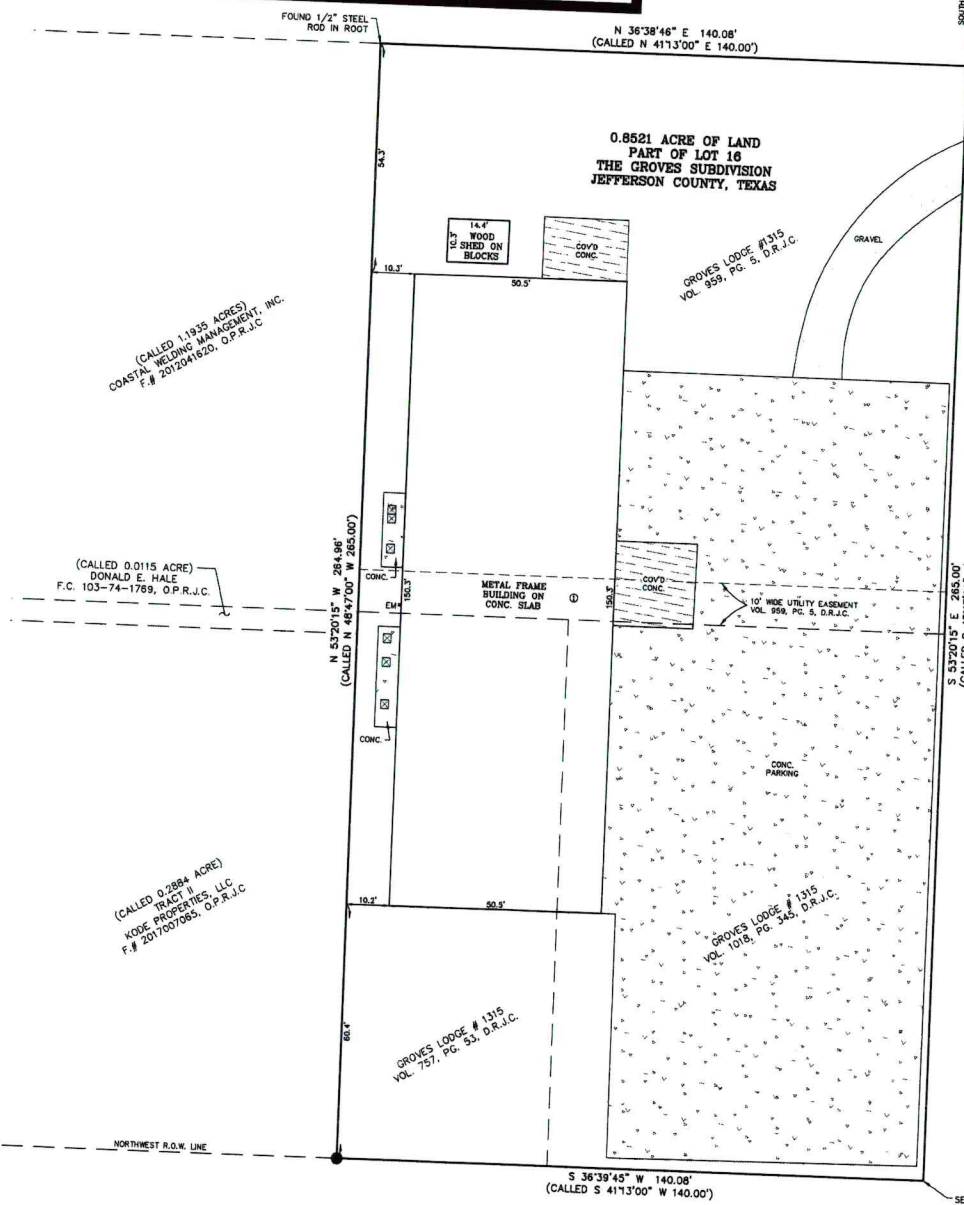 SOUTH
FOUND 1/2" STEEL
ROD IN ROOT
N 36°38'46" E 140.08'
(CALLED N 41°13'00" E 140.00')
54.3'
0.8521 ACRE OF LAND
PART OF LOT 16
THE GROVES SUBDIVISION
JEFFERSON COUNTY, TEXAS
14.4'
10.3'
WOOD
SHED ON
BLOCKS
COV'D
CONC.
GROVES LODGE #1315
VOL. 959, PG. 5, D.R.J.C.
GRAVEL
10.3'
50.5'
(CALLED 1.1935 ACRES)
COASTAL WELDING MANAGEMENT, INC.
F.# 2012041620, O.P.R.J.C
(CALLED 0.0115 ACRE)
DONALD E. HALE
F.C. 103-74-1769, O.P.R.J.C.
N 53°20'15" W 264.96'
(CALLED N 48°47'00" W 265.00')
CONC.
150.3'
EM
METAL FRAME
BUILDING ON
CONC. SLAB
150.3'
COV'D
CONC.
10' WIDE UTILITY EASEMENT
VOL. 959, PG. 5, D.R.J.C.
S 53°20'15" E 265.00'
CONC.
CONC.
PARKING
(CALLED 0.2884 ACRE)
TRACT II
KODE PROPERTIES, LLC
F.# 2017007065, O.P.R.J.C
10.2'
50.5'
GROVES LODGE # 1315
VOL. 1018, PG. 345, D.R.J.C.
60.4'
GROVES LODGE # 1315
VOL. 757, PG. 53, D.R.J.C.
NORTHWEST R.O.W. LINE
S 36°39'45" W 140.08'
(CALLED S 41°13'00" W 140.00')
SE